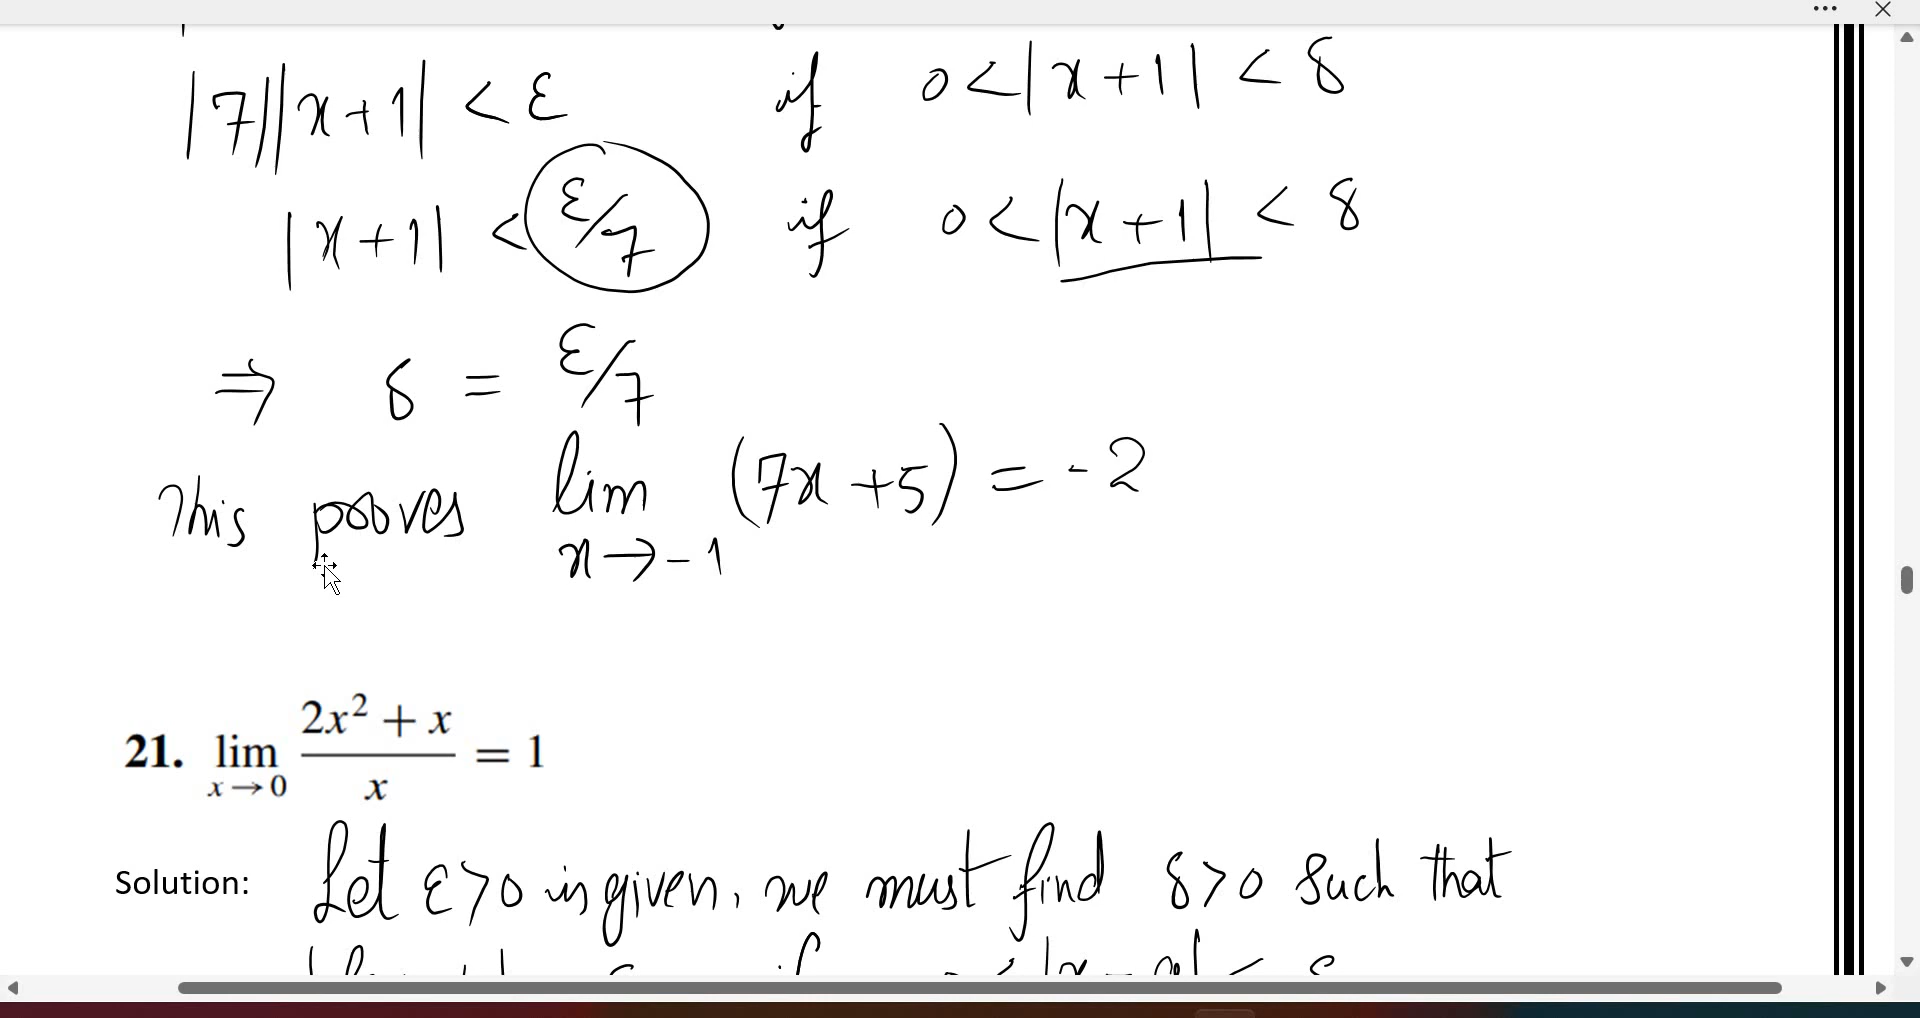 |7||x+1| < ε if 0<|x+1| < δ
|x+1| < ε/7 if 0<|x+1| < δ
⇒ δ = ε/7
This prooves lim (7x+5) = -2
x→-1
21. lim 2x² + x / x = 1
x→0
Solution: Let ε>0 is given, we must find δ>0 such that